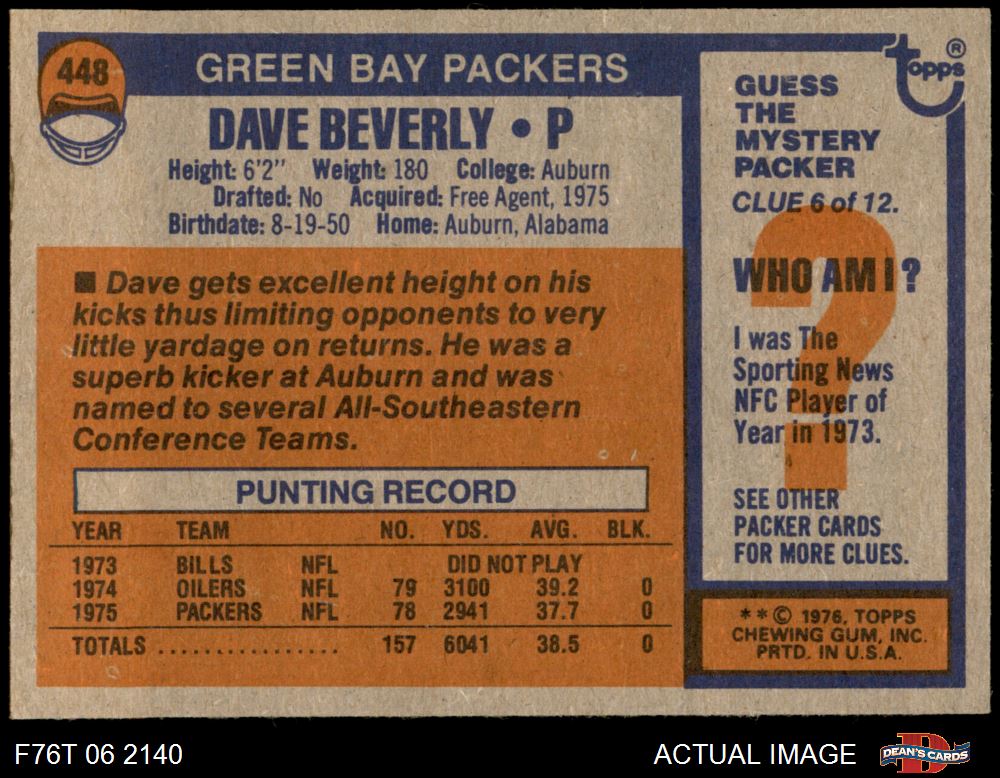 448
GREEN BAY PACKERS
DAVE BEVERLY • P
Height: 6'2" Weight: 180 College: Auburn
Drafted: No Acquired: Free Agent, 1975
Birthdate: 8-19-50 Home: Auburn, Alabama
■ Dave gets excellent height on his
kicks thus limiting opponents to very
little yardage on returns. He was a
superb kicker at Auburn and was
named to several All-Southeastern
Conference Teams.
PUNTING RECORD
YEAR TEAM NO. YDS. AVG. BLK.
1973 BILLS NFL DID NOT PLAY
1974 OILERS NFL 79 3100 39.2 0
1975 PACKERS NFL 78 2941 37.7 0
TOTALS ................ 157 6041 38.5 0
topps ®
GUESS
THE
MYSTERY
PACKER
CLUE 6 of 12.
?
WHO AM I?
I was The
Sporting News
NFC Player of
Year in 1973.
SEE OTHER
PACKER CARDS
FOR MORE CLUES.
** © 1976, TOPPS
CHEWING GUM, INC.
PRTD. IN U.S.A.
F76T 06 2140
ACTUAL IMAGE
D
DEAN'S CARDS